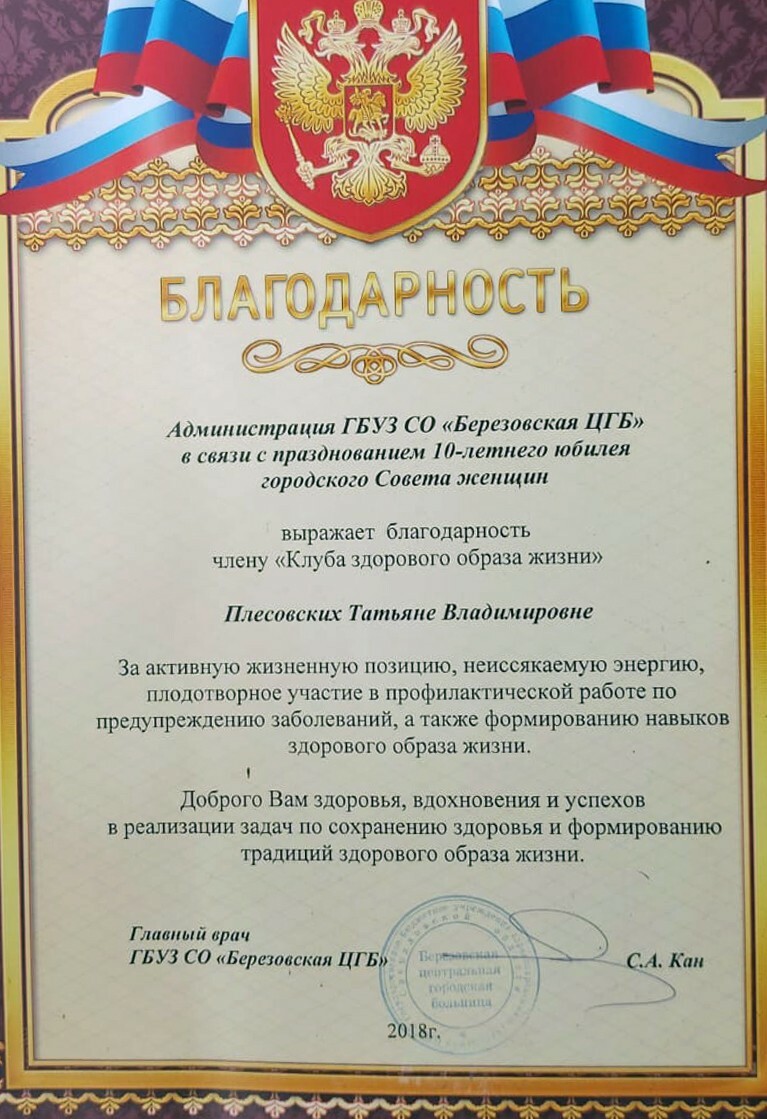 БЛАГОДАРНОСТЬ
Администрация ГБУЗ СО «Березовская ЦГБ»
в связи с празднованием 10-летнего юбилея
городского Совета женщин
выражает благодарность
члену «Клуба здорового образа жизни»
Плесовских Татьяне Владимировне
За активную жизненную позицию, неиссякаемую энергию,
плодотворное участие в профилактической работе по
предупреждению заболеваний, а также формированию навыков
здорового образа жизни.
Доброго Вам здоровья, вдохновения и успехов
в реализации задач по сохранению здоровья и формированию
традиций здорового образа жизни.
Главный врач
ГБУЗ СО «Березовская ЦГБ»
С.А. Кан
Березовская
центральная
городская
больница
2018г.